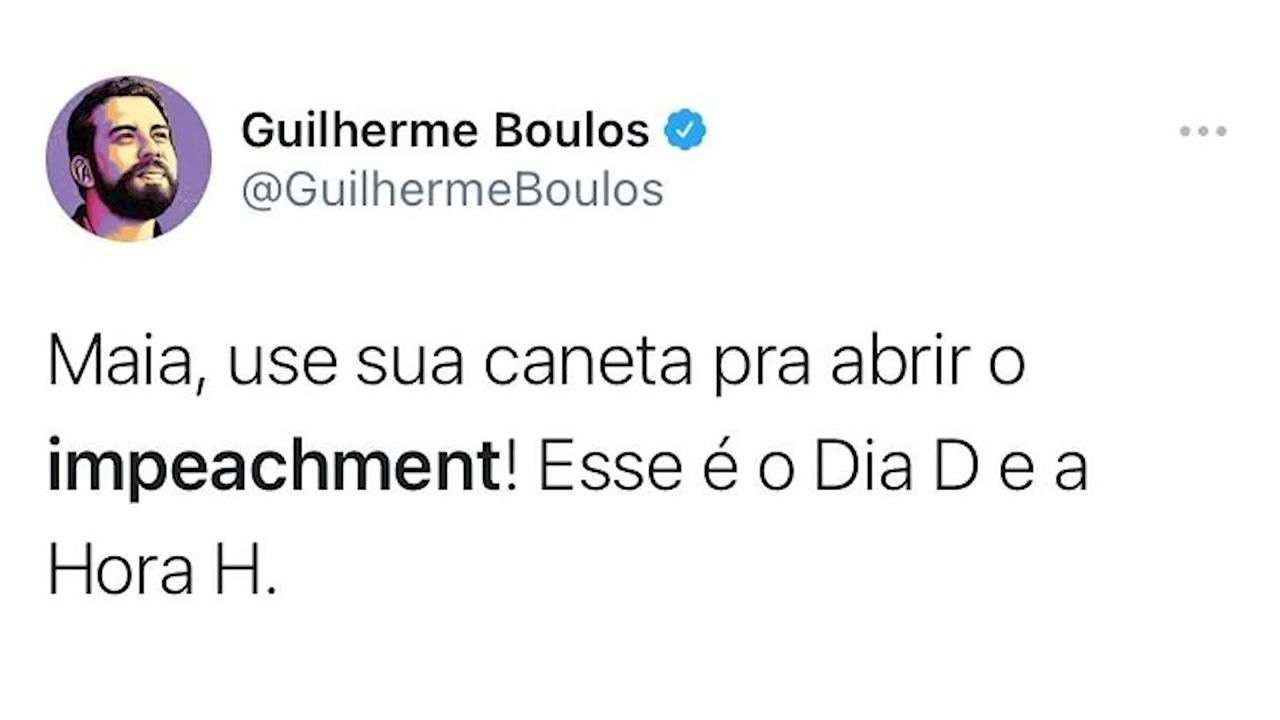 Guilherme Boulos
@GuilhermeBoulos
Maia, use sua caneta pra abrir o
impeachment! Esse é o Dia D e a
Hora H.